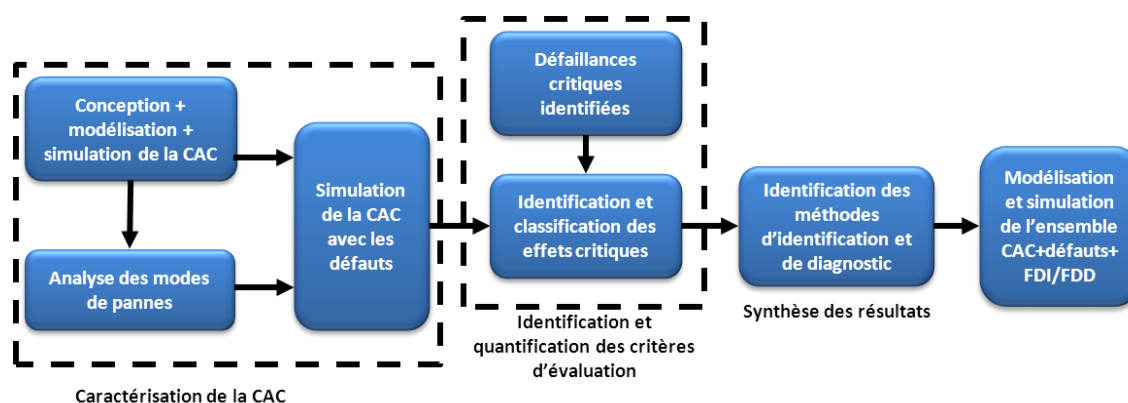 Conception +
modélisation +
simulation de la CAC
Analyse des modes
de pannes
Simulation
de la CAC
avec les
défauts
Caractérisation de la CAC
Défaillances
critiques
identifiées
Identification et
classification des
effets critiques
Identification et
quantification des critères
d’évaluation
Identification des
méthodes
d’identification et
de diagnostic
Synthèse des résultats
Modélisation
et simulation
de l’ensemble
CAC+défauts+
FDI/FDD